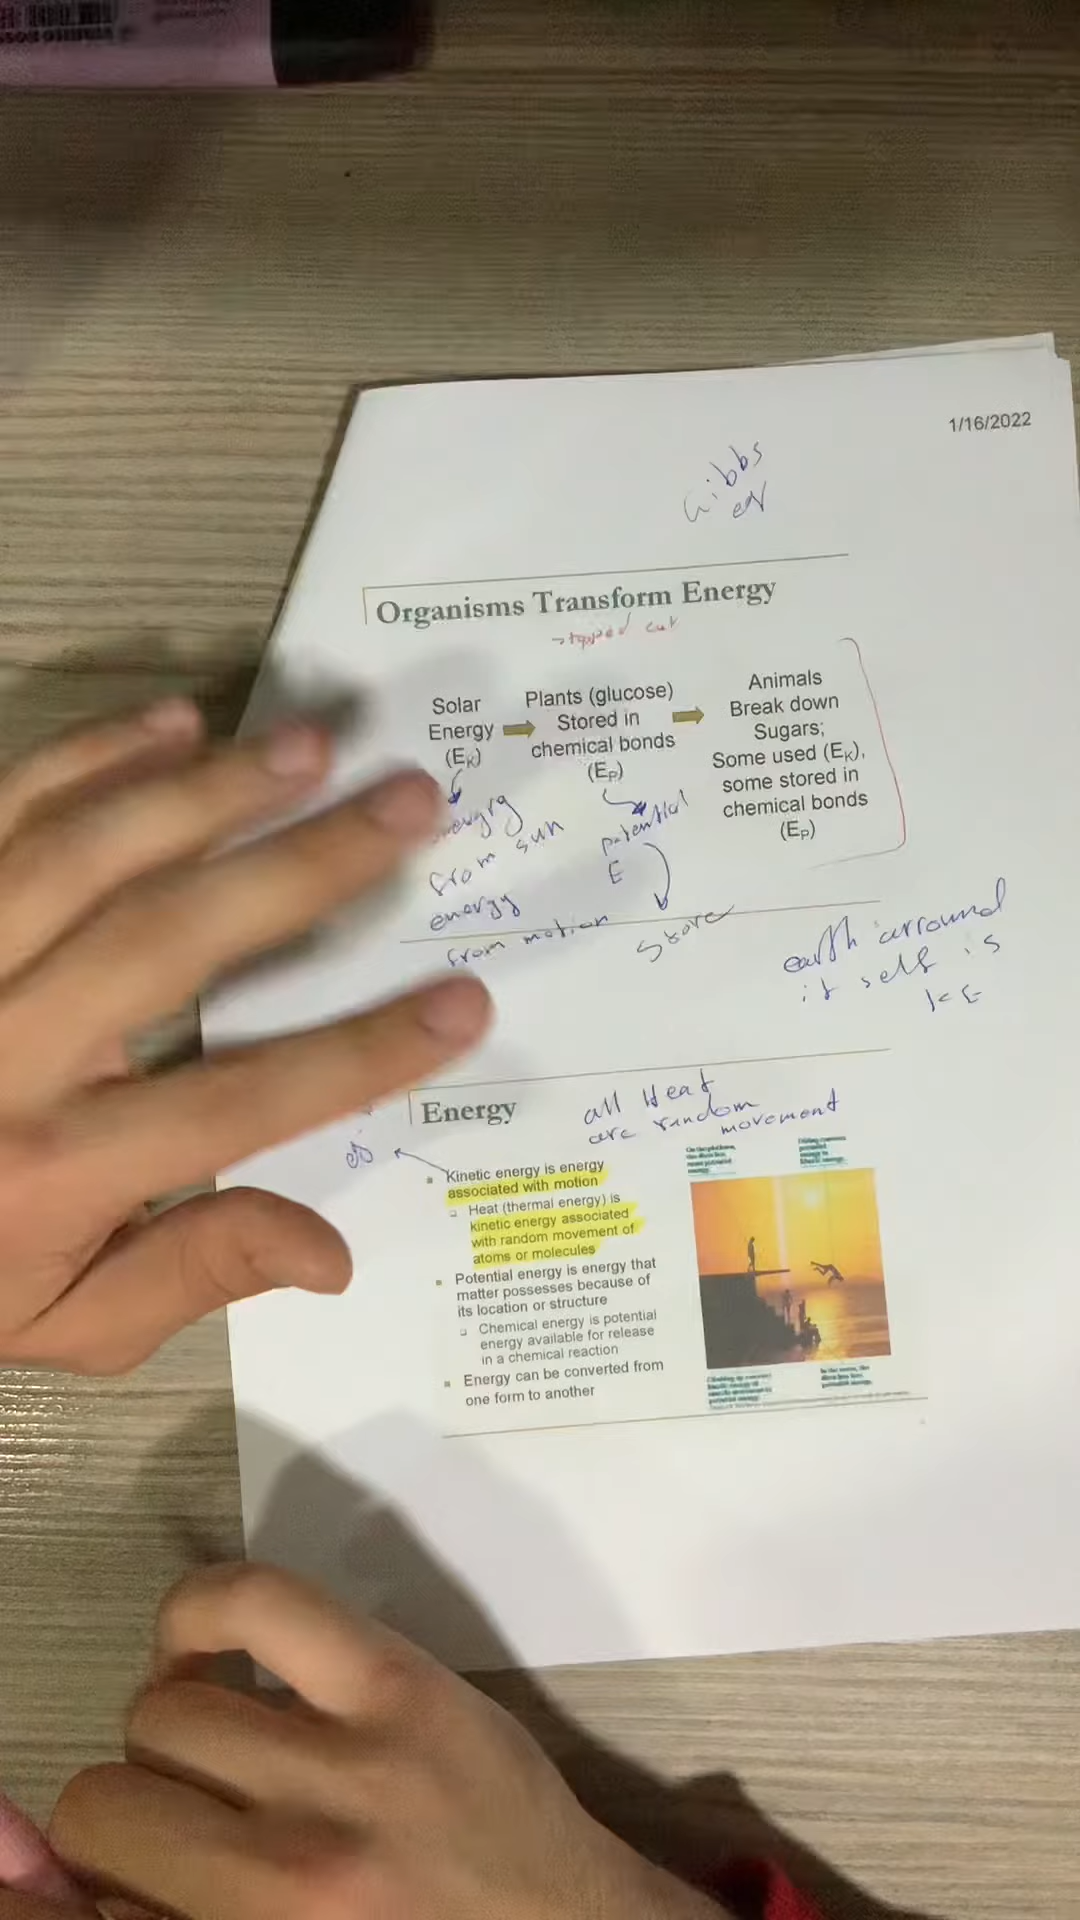 1/16/2022
Gibbs
eq
Organisms Transform Energy
Solar
Energy
(EK)
Plants (glucose)
Stored in
chemical bonds
(EP)
Animals
Break down
Sugars;
Some used (EK),
some stored in
chemical bonds
(EP)
from sun
energy
from motion
potential
E
Store
earth arround
it self is
KE
Energy
all Heat
are random
movement
Kinetic energy is energy
associated with motion
Heat (thermal energy) is
kinetic energy associated
with random movement of
atoms or molecules
Potential energy is energy that
matter possesses because of
its location or structure
Chemical energy is potential
energy available for release
in a chemical reaction
Energy can be converted from
one form to another